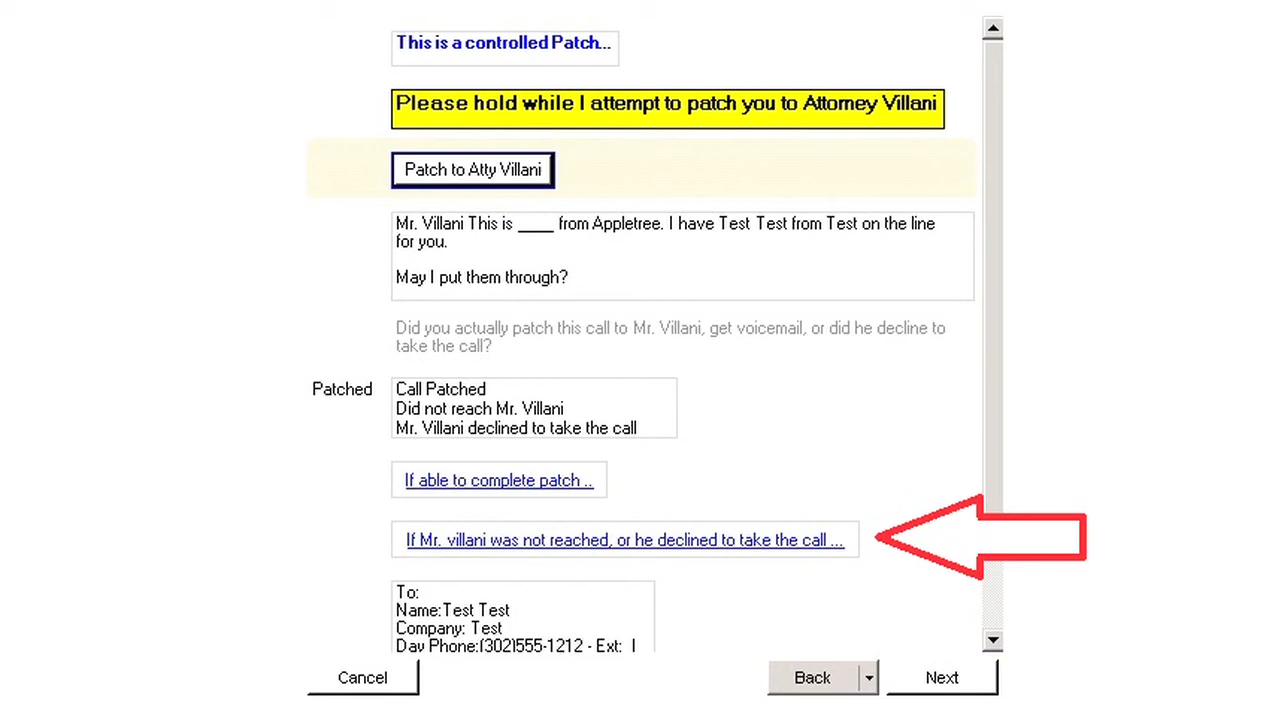 This is a controlled Patch...
Please hold while I attempt to patch you to Attorney Villani
Patch to Atty Villani
Mr. Villani This is ____ from Appletree. I have Test Test from Test on the line
for you.
May I put them through?
Did you actually patch this call to Mr. Villani, get voicemail, or did he decline to
take the call?
Patched
Call Patched
Did not reach Mr. Villani
Mr. Villani declined to take the call
If able to complete patch ..
If Mr. villani was not reached, or he declined to take the call ...
To:
Name:Test Test
Company: Test
Day Phone:(302)555-1212 - Ext: |
Cancel
Back
Next